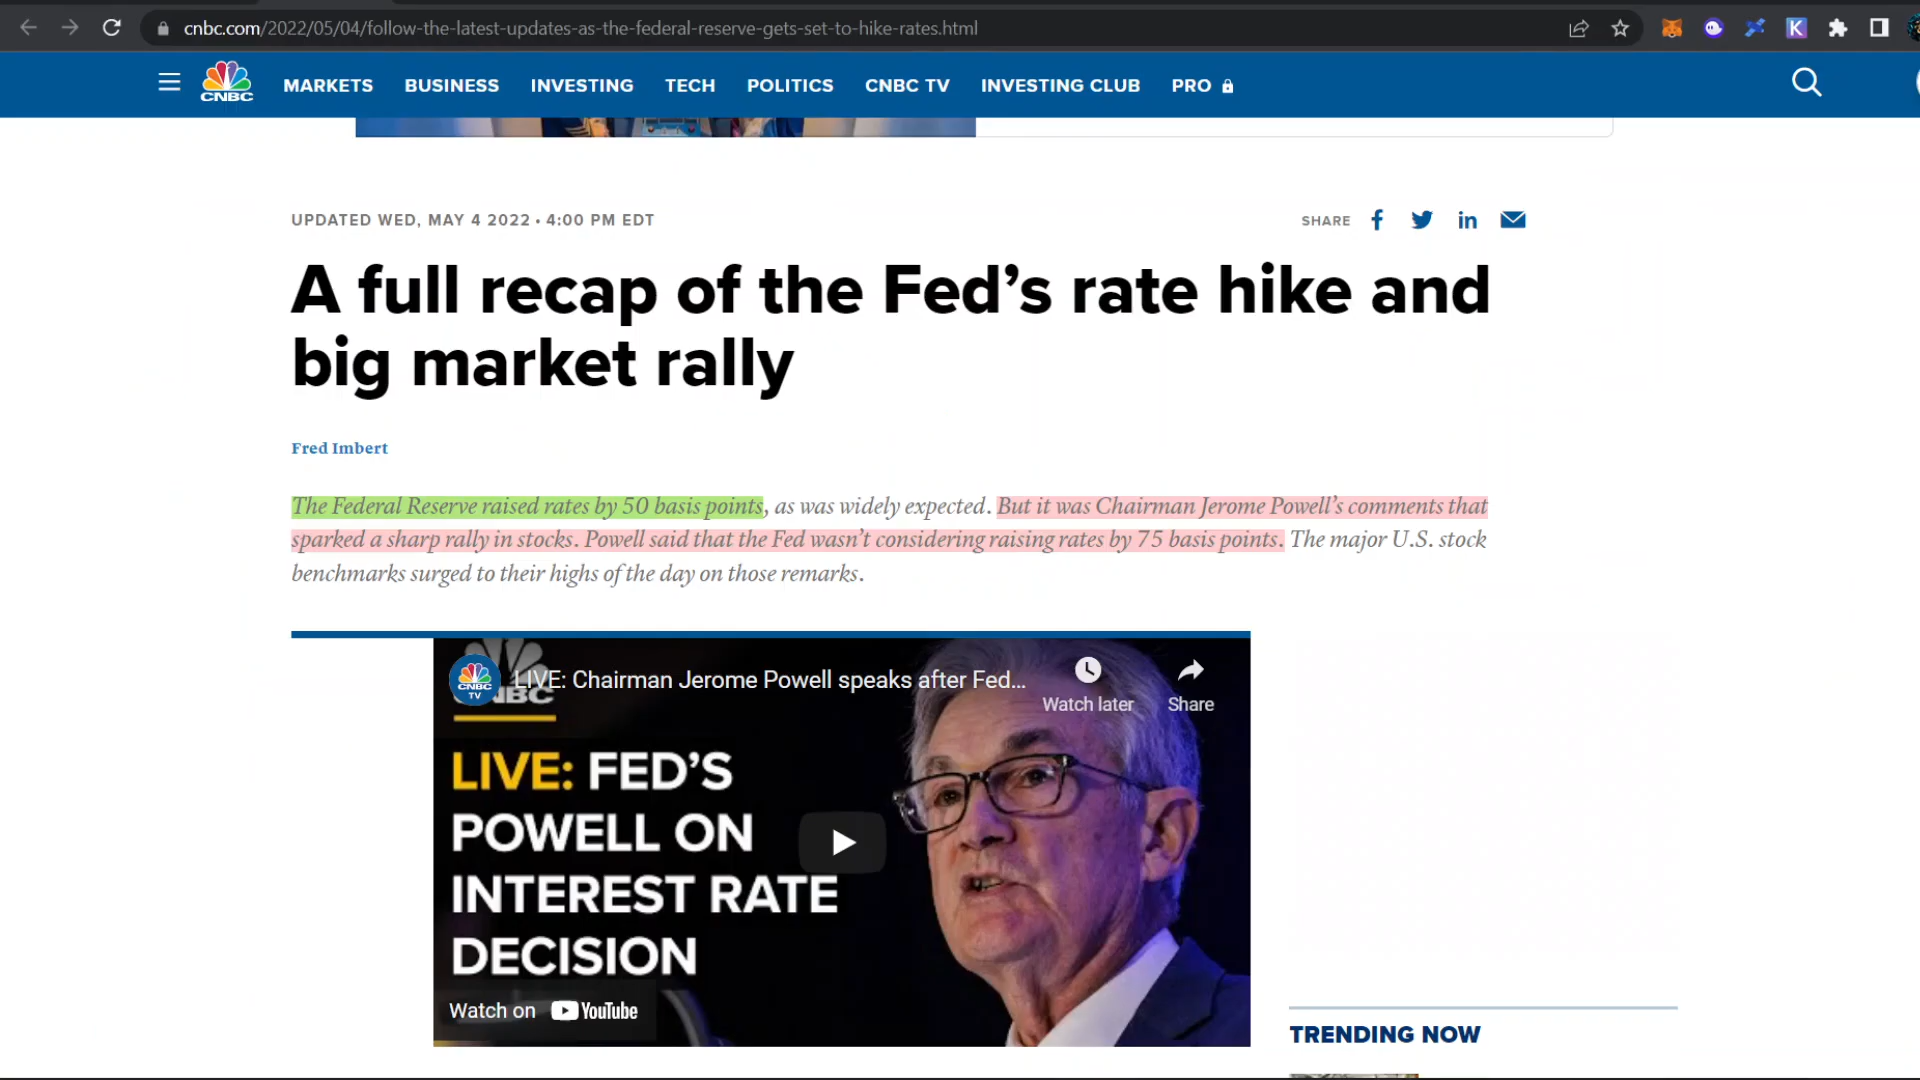 cnbc.com/2022/05/04/follow-the-latest-updates-as-the-federal-reserve-gets-set-to-hike-rates.html
K
CNBC MARKETS BUSINESS INVESTING TECH POLITICS CNBC TV INVESTING CLUB PRO
UPDATED WED, MAY 4 2022 • 4:00 PM EDT
SHARE
A full recap of the Fed’s rate hike and
big market rally
Fred Imbert
The Federal Reserve raised rates by 50 basis points, as was widely expected. But it was Chairman Jerome Powell’s comments that
sparked a sharp rally in stocks. Powell said that the Fed wasn’t considering raising rates by 75 basis points. The major U.S. stock
benchmarks surged to their highs of the day on those remarks.
CNBC TV
LIVE: Chairman Jerome Powell speaks after Fed...
Watch later
Share
LIVE: FED’S
POWELL ON
INTEREST RATE
DECISION
Watch on YouTube
TRENDING NOW